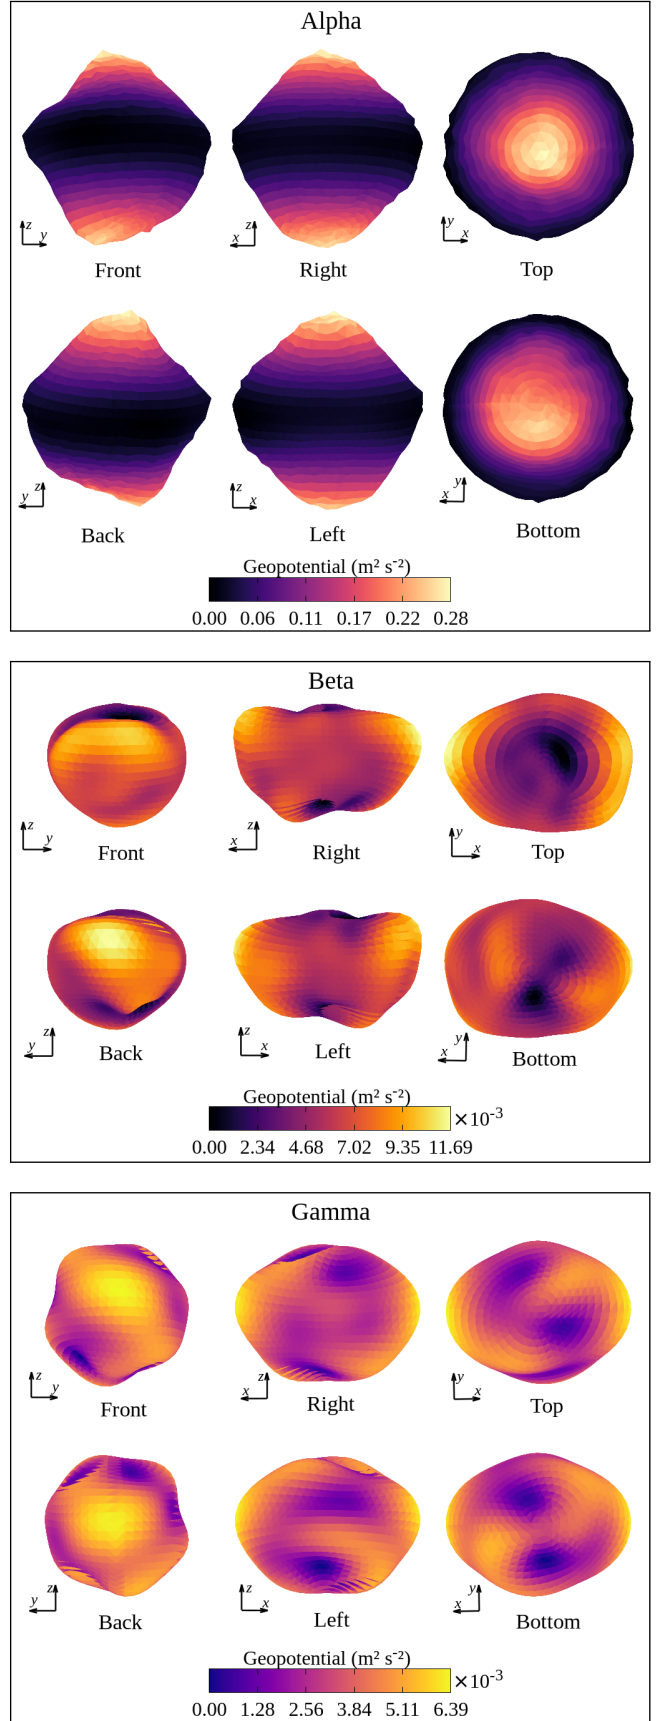 Alpha
z
y
Front
z
x
Right
y
x
Top
z
y
Back
z
x
Left
y
x
Bottom
Geopotential (m² s⁻²)
0.00 0.06 0.11 0.17 0.22 0.28
Beta
z
y
Front
z
x
Right
y
x
Top
z
y
Back
z
x
Left
y
x
Bottom
Geopotential (m² s⁻²)
×10⁻³
0.00 2.34 4.68 7.02 9.35 11.69
Gamma
z
y
Front
z
x
Right
y
x
Top
z
y
Back
z
x
Left
y
x
Bottom
Geopotential (m² s⁻²)
×10⁻³
0.00 1.28 2.56 3.84 5.11 6.39